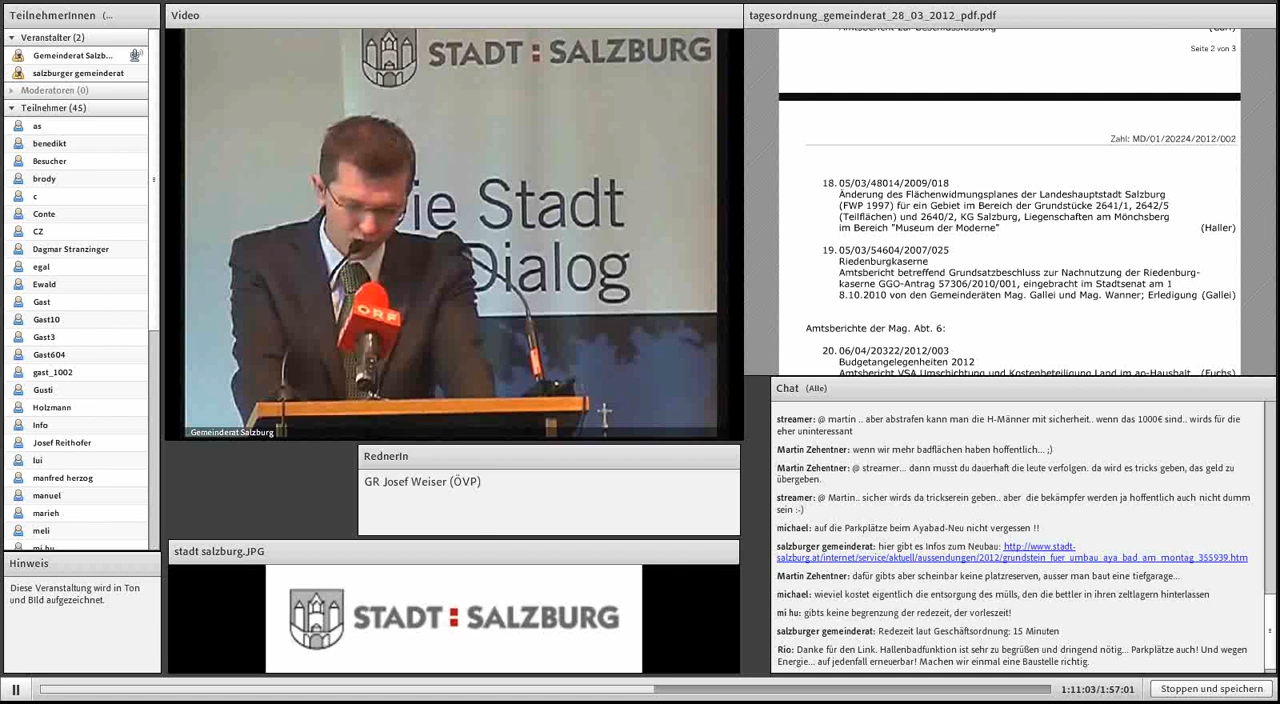 TeilnehmerInnen (...
Veranstalter (2)
Gemeinderat Salzb...
salzburger gemeinderat
Moderatoren (0)
Teilnehmer (45)
as
benedikt
Besucher
brody
c
Conte
CZ
Dagmar Stranzinger
egal
Ewald
Gast
Gast10
Gast3
Gast604
gast_1002
Gusti
Holzmann
Info
Josef Reithofer
lui
manfred herzog
manuel
marieh
meli
mi hu
Hinweis
Diese Veranstaltung wird in Ton
und BIld aufgezeichnet.
Video
STADT : SALZBURG
ie Stadt
Dialog
ORF
Gemeinderat Salzburg
RednerIn
GR Josef Weiser (ÖVP)
stadt salzburg.JPG
STADT : SALZBURG
tagesordnung_gemeinderat_28_03_2012_pdf.pdf
Seite 2 von 3
Zahl: MD/01/20224/2012/002
18. 05/03/48014/2009/018
Änderung des Flächenwidmungsplanes der Landeshauptstadt Salzburg
(FWP 1997) für ein Gebiet im Bereich der Grundstücke 2641/1, 2642/5
(Teilflächen) und 2640/2, KG Salzburg, Liegenschaften am Mönchsberg
im Bereich "Museum der Moderne" (Haller)
19. 05/03/54604/2007/025
Riedenburgkaserne
Amtsbericht betreffend Grundsatzbeschluss zur Nachnutzung der Riedenburg-
kaserne GGO-Antrag 57306/2010/001, eingebracht im Stadtsenat am 1
8.10.2010 von den Gemeinderäten Mag. Gallei und Mag. Wanner; Erledigung (Gallei)
Amtsberichte der Mag. Abt. 6:
20. 06/04/20322/2012/003
Budgetangelegenheiten 2012
Amtsbericht VSA Umschichtung und Kostenbeteiligung Land im ao-Haushalt (Fuchs)
Chat (Alle)
streamer: @ martin .. aber abstrafen kann man die H-Männer mit sicherheit.. wenn das 1000€ sind.. wirds für die
eher uninteressant
Martin Zehentner: wenn wir mehr badflächen haben hoffentlich... ;)
Martin Zehentner: @ streamer... dann musst du dauerhaft die leute verfolgen. da wird es tricks geben, das geld zu
übergeben.
streamer: @ Martin.. sicher wirds da trickserein geben.. aber die bekämpfer werden ja hoffentlich auch nicht dumm
sein :-)
michael: auf die Parkplätze beim Ayabad-Neu nicht vergessen !!
salzburger gemeinderat: hier gibt es Infos zum Neubau: http://www.stadt-
salzburg.at/internet/service/aktuell/aussendungen/2012/grundstein_fuer_umbau_aya_bad_am_montag_355939.htm
Martin Zehentner: dafür gibts aber scheinbar keine platzreserven, ausser man baut eine tiefgarage...
michael: wieviel kostet eigentlich die entsorgung des mülls, den die bettler in ihren zeltlagern hinterlassen
mi hu: gibts keine begrenzung der redezeit, der vorleszeit!
salzburger gemeinderat: Redezeit laut Geschäftsordnung: 15 Minuten
Rio: Danke für den Link. Hallenbadfunktion ist sehr zu begrüßen und dringend nötig... Parkplätze auch! Und wegen
Energie... auf jedenfall erneuerbar! Machen wir einmal eine Baustelle richtig.
1:11:03/1:57:01
Stoppen und speichern